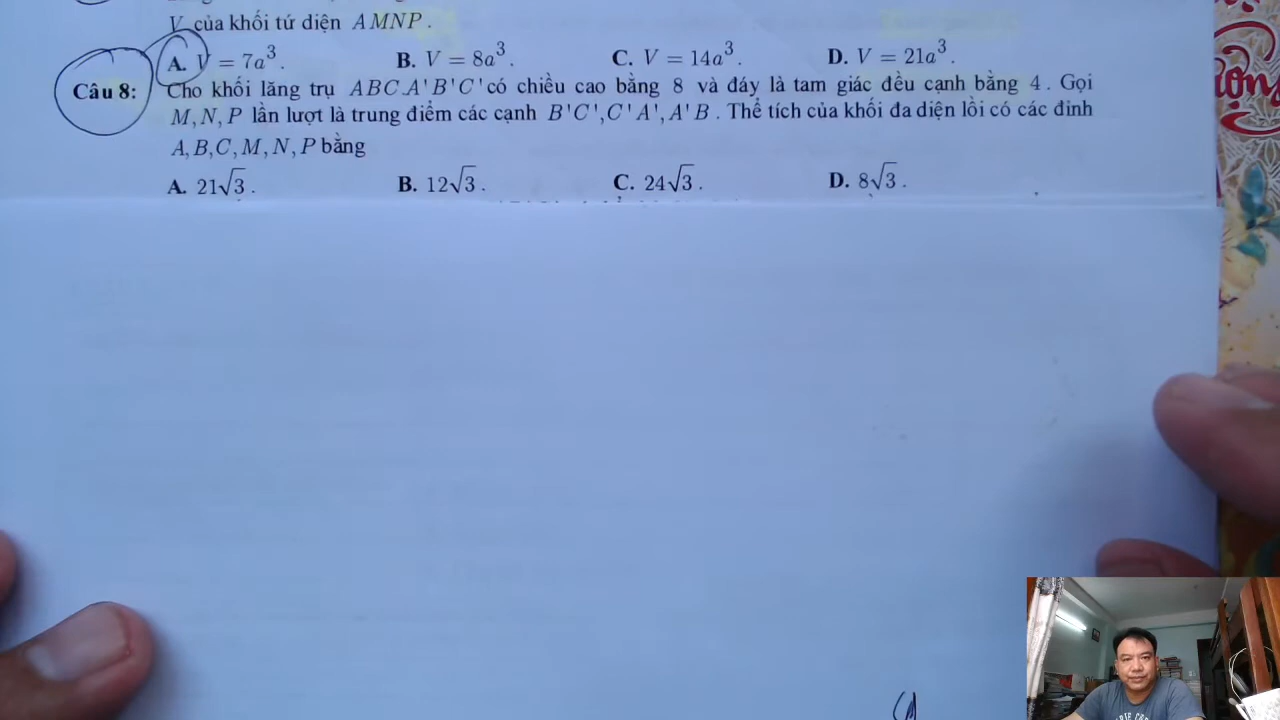 V của khối tứ diện AMNP.
A. V = 7a³. B. V = 8a³. C. V = 14a³. D. V = 21a³.
Câu 8: Cho khối lăng trụ ABC.A'B'C' có chiều cao bằng 8 và đáy là tam giác đều cạnh bằng 4. Gọi
M, N, P lần lượt là trung điểm các cạnh B'C', C'A', A'B. Thể tích của khối đa diện lồi có các đỉnh
A, B, C, M, N, P bằng
A. 21√3. B. 12√3. C. 24√3. D. 8√3.